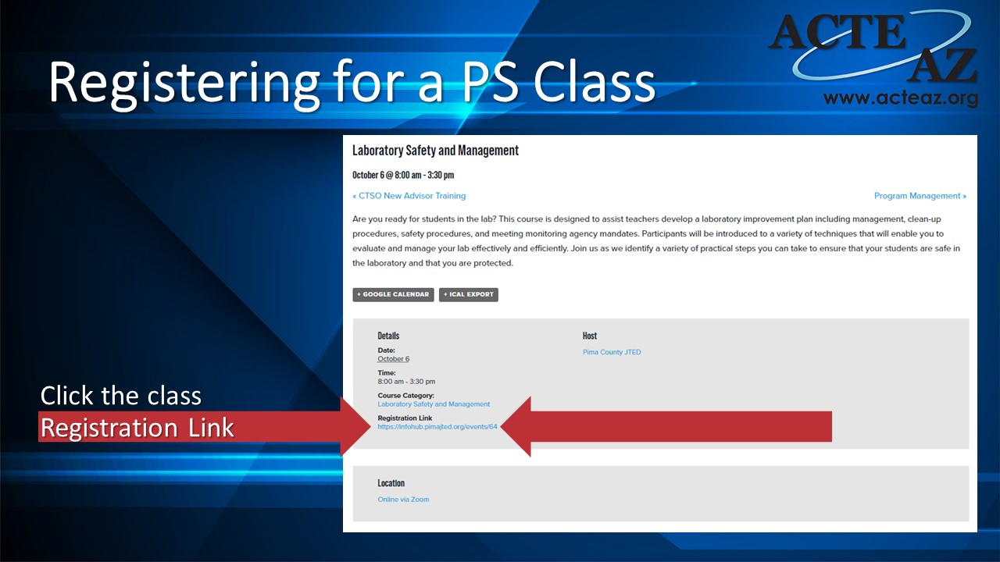 ACTE
AZ
www.acteaz.org
Registering for a PS Class
Laboratory Safety and Management
October 6 @ 8:00 am - 3:30 pm
« CTSO New Advisor Training
Program Management »
Are you ready for students in the lab? This course is designed to assist teachers develop a laboratory improvement plan including management, clean-up
procedures, safety procedures, and meeting monitoring agency mandates. Participants will be introduced to a variety of techniques that will enable you to
evaluate and manage your lab effectively and efficiently. Join us as we identify a variety of practical steps you can take to ensure that your students are safe in
the laboratory and that you are protected.
+ GOOGLE CALENDAR
+ ICAL EXPORT
Details
Date:
October 6
Time:
8:00 am - 3:30 pm
Course Category:
Laboratory Safety and Management
Registration Link
https://infohub.pimajted.org/events/64
Host
Pima County JTED
Click the class
Registration Link
Location
Online via Zoom